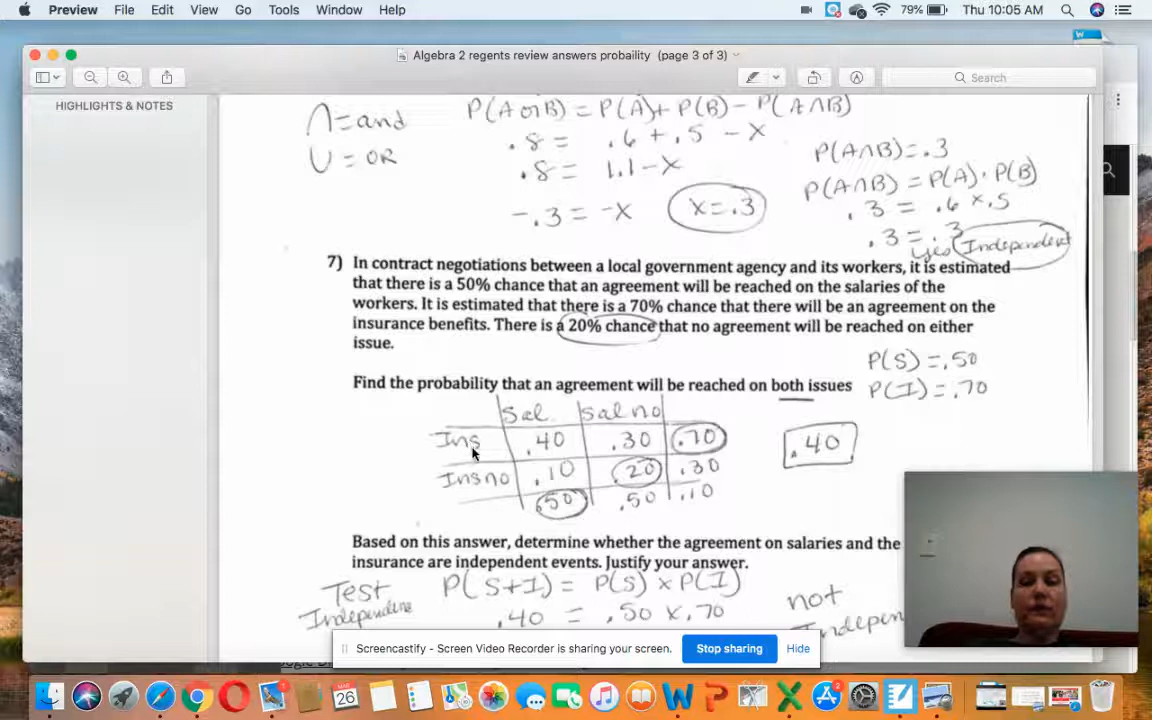 Preview File Edit View Go Tools Window Help 79% Thu 10:05 AM
Algebra 2 regents review answers probaility (page 3 of 3)
Search
HIGHLIGHTS & NOTES
∩ = and
U = OR
P(A or B) = P(A) + P(B) - P(A∩B)
.8 = .6 + .5 - x
.8 = 1.1 - x
-.3 = -x
x = .3
P(A∩B) = .3
P(A∩B) = P(A) · P(B)
.3 = .6 x .5
.3 = .3
yes Independent
7) In contract negotiations between a local government agency and its workers, it is estimated
that there is a 50% chance that an agreement will be reached on the salaries of the
workers. It is estimated that there is a 70% chance that there will be an agreement on the
insurance benefits. There is a 20% chance that no agreement will be reached on either
issue.
P(S) = .50
P(I) = .70
Find the probability that an agreement will be reached on both issues
Sal. Sal no
Ins .40 .30 .70
Ins no .10 .20 .30
.50 .50 .10
.40
Based on this answer, determine whether the agreement on salaries and the
insurance are independent events. Justify your answer.
Test
Independence
P(S+I) = P(S) x P(I)
.40 = .50 x .70
not
Screencastify - Screen Video Recorder is sharing your screen. Stop sharing Hide
MAR
26